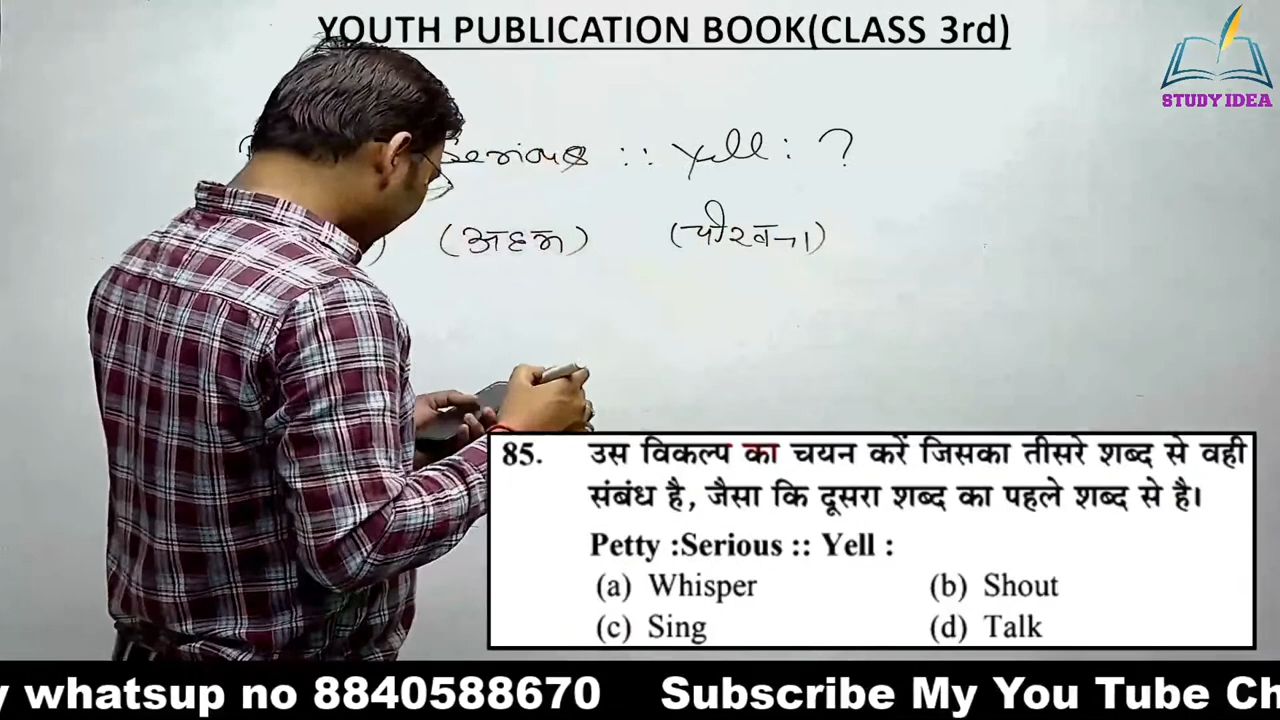 YOUTH PUBLICATION BOOK(CLASS 3rd)
STUDY IDEA
Serious :: Yell : ?
) (अहम) (चीखना)
85. उस विकल्प का चयन करें जिसका तीसरे शब्द से वही
संबंध है, जैसा कि दूसरा शब्द का पहले शब्द से है।
Petty :Serious :: Yell :
(a) Whisper (b) Shout
(c) Sing (d) Talk
y whatsup no 8840588670 Subscribe My You Tube Ch